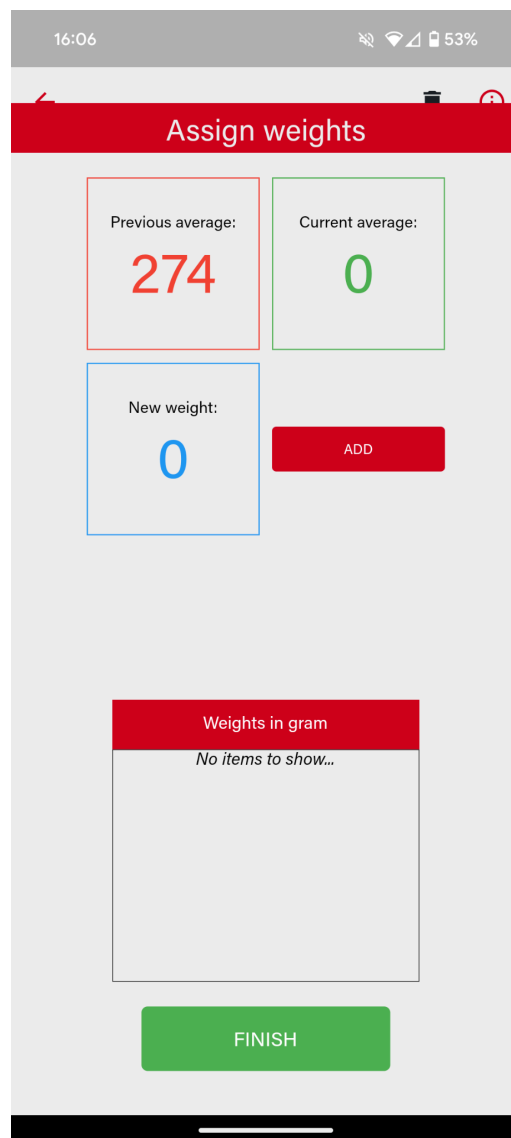 16:06 53%
Assign weights
Previous average:
274
Current average:
0
New weight:
0
ADD
Weights in gram
No items to show...
FINISH